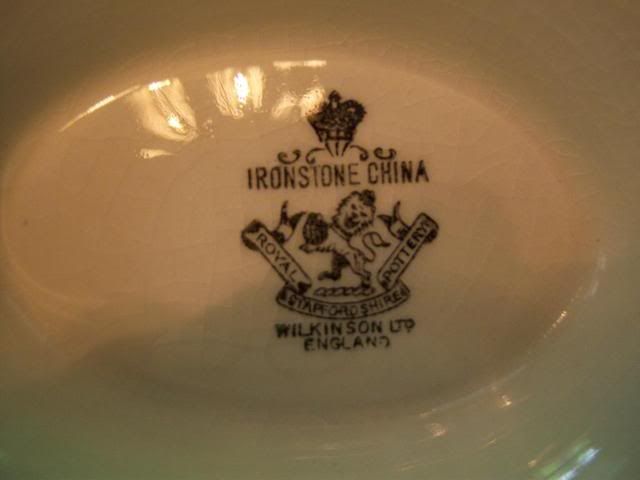 IRONSTONE CHINA
ROYAL
STAFFORDSHIRE
POTTERY
WILKINSON LTD
ENGLAND